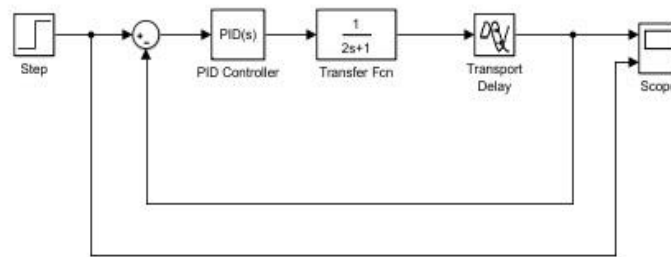 +
-
PID(s)
1
2s+1
Step
PID Controller
Transfer Fcn
Transport
Delay
Scope